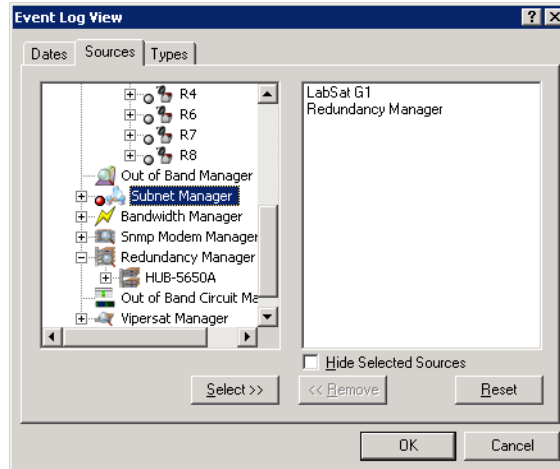 Event Log View
Dates
Sources
Types
R4
R6
R7
R8
Out of Band Manager
Subnet Manager
Bandwidth Manager
Snmp Modem Manager
Redundancy Manager
HUB-5650A
Out of Band Circuit Ma
Vipersat Manager
LabSat G1
Redundancy Manager
Hide Selected Sources
Select >>
<< Remove
Reset
OK
Cancel